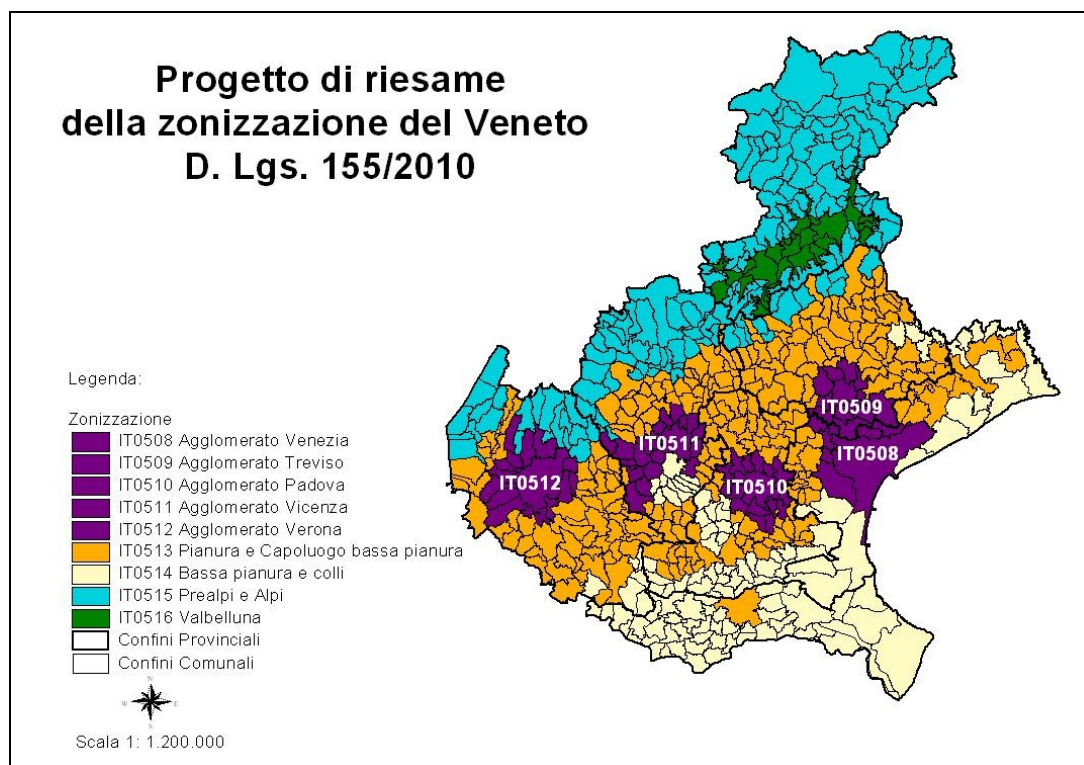 Progetto di riesame
della zonizzazione del Veneto
D. Lgs. 155/2010
Legenda:
Zonizzazione
IT0508 Agglomerato Venezia
IT0509 Agglomerato Treviso
IT0510 Agglomerato Padova
IT0511 Agglomerato Vicenza
IT0512 Agglomerato Verona
IT0513 Pianura e Capoluogo bassa pianura
IT0514 Bassa pianura e colli
IT0515 Prealpi e Alpi
IT0516 Valbelluna
Confini Provinciali
Confini Comunali
N
W E
S
Scala 1: 1.200.000
IT0509
IT0511
IT0508
IT0512
IT0510